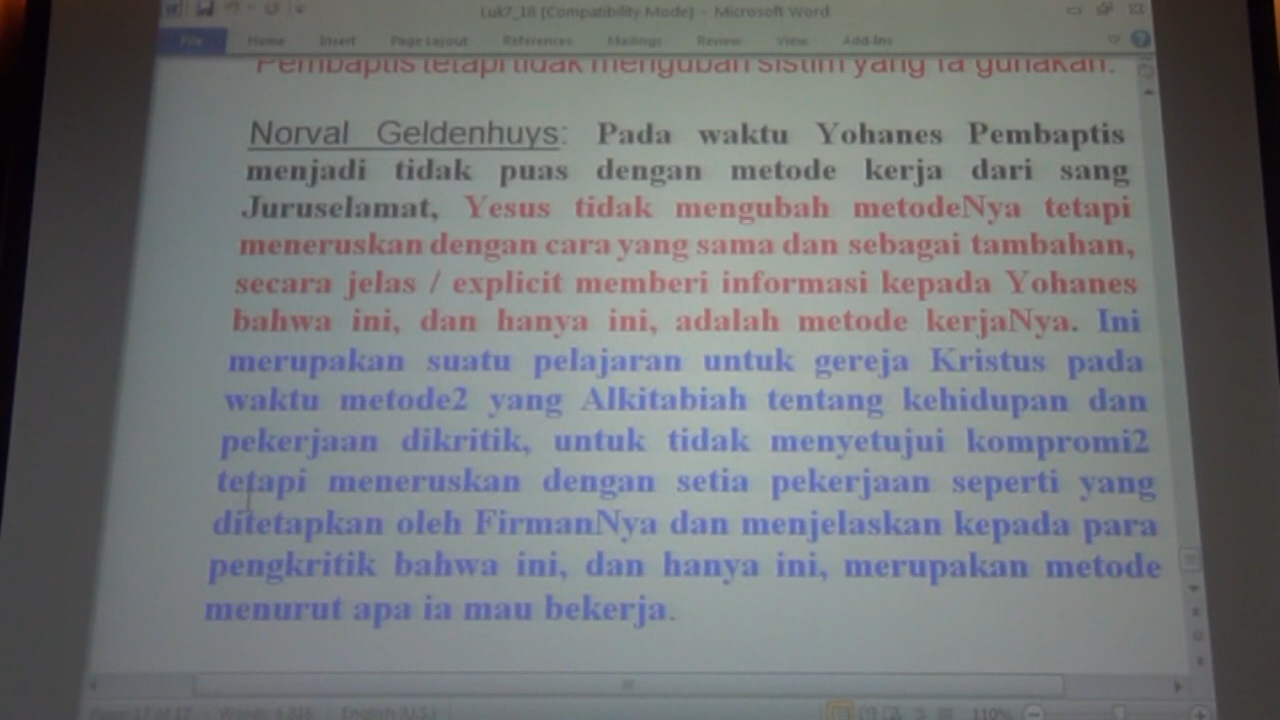 Luk7_18 [Compatibility Mode] - Microsoft Word
File Home Insert Page Layout References Mailings Review View Add-Ins
Pembaptis tetapi tidak mengubah sistim yang Ia gunakan.
Norval Geldenhuys: Pada waktu Yohanes Pembaptis
menjadi tidak puas dengan metode kerja dari sang
Juruselamat, Yesus tidak mengubah metodeNya tetapi
meneruskan dengan cara yang sama dan sebagai tambahan,
secara jelas / explicit memberi informasi kepada Yohanes
bahwa ini, dan hanya ini, adalah metode kerjaNya. Ini
merupakan suatu pelajaran untuk gereja Kristus pada
waktu metode2 yang Alkitabiah tentang kehidupan dan
pekerjaan dikritik, untuk tidak menyetujui kompromi2
tetapi meneruskan dengan setia pekerjaan seperti yang
ditetapkan oleh FirmanNya dan menjelaskan kepada para
pengkritik bahwa ini, dan hanya ini, merupakan metode
menurut apa ia mau bekerja.
Page: 17 of 17 Words: English (U.S.) 110%